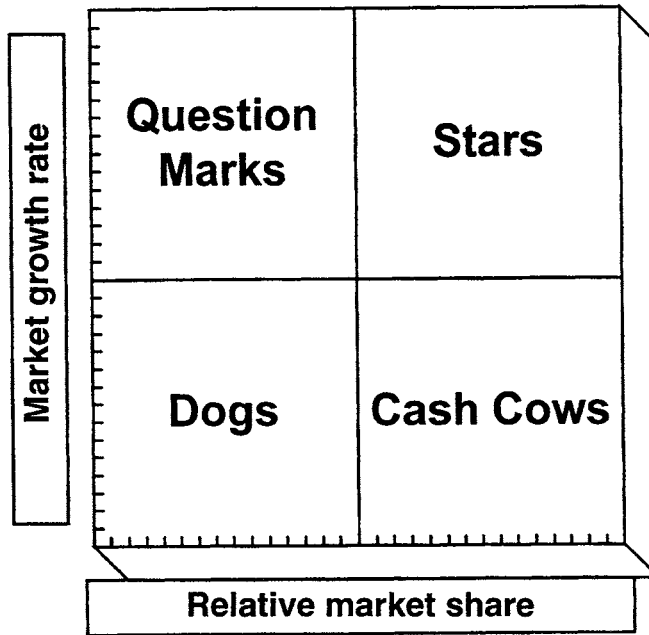 Question
Marks
Stars
Market growth rate
Dogs
Cash Cows
Relative market share